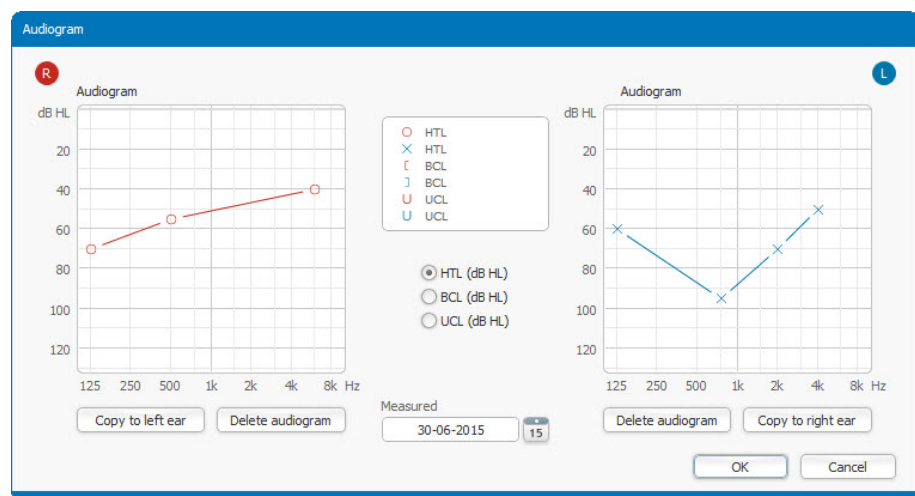 Audiogram
R
L
Audiogram
dB HL
20
40
60
80
100
120
125 250 500 1k 2k 4k 8k Hz
Copy to left ear
Delete audiogram
HTL
HTL
BCL
BCL
UCL
UCL
HTL (dB HL)
BCL (dB HL)
UCL (dB HL)
Measured
30-06-2015
15
Audiogram
dB HL
20
40
60
80
100
120
125 250 500 1k 2k 4k 8k Hz
Delete audiogram
Copy to right ear
OK
Cancel